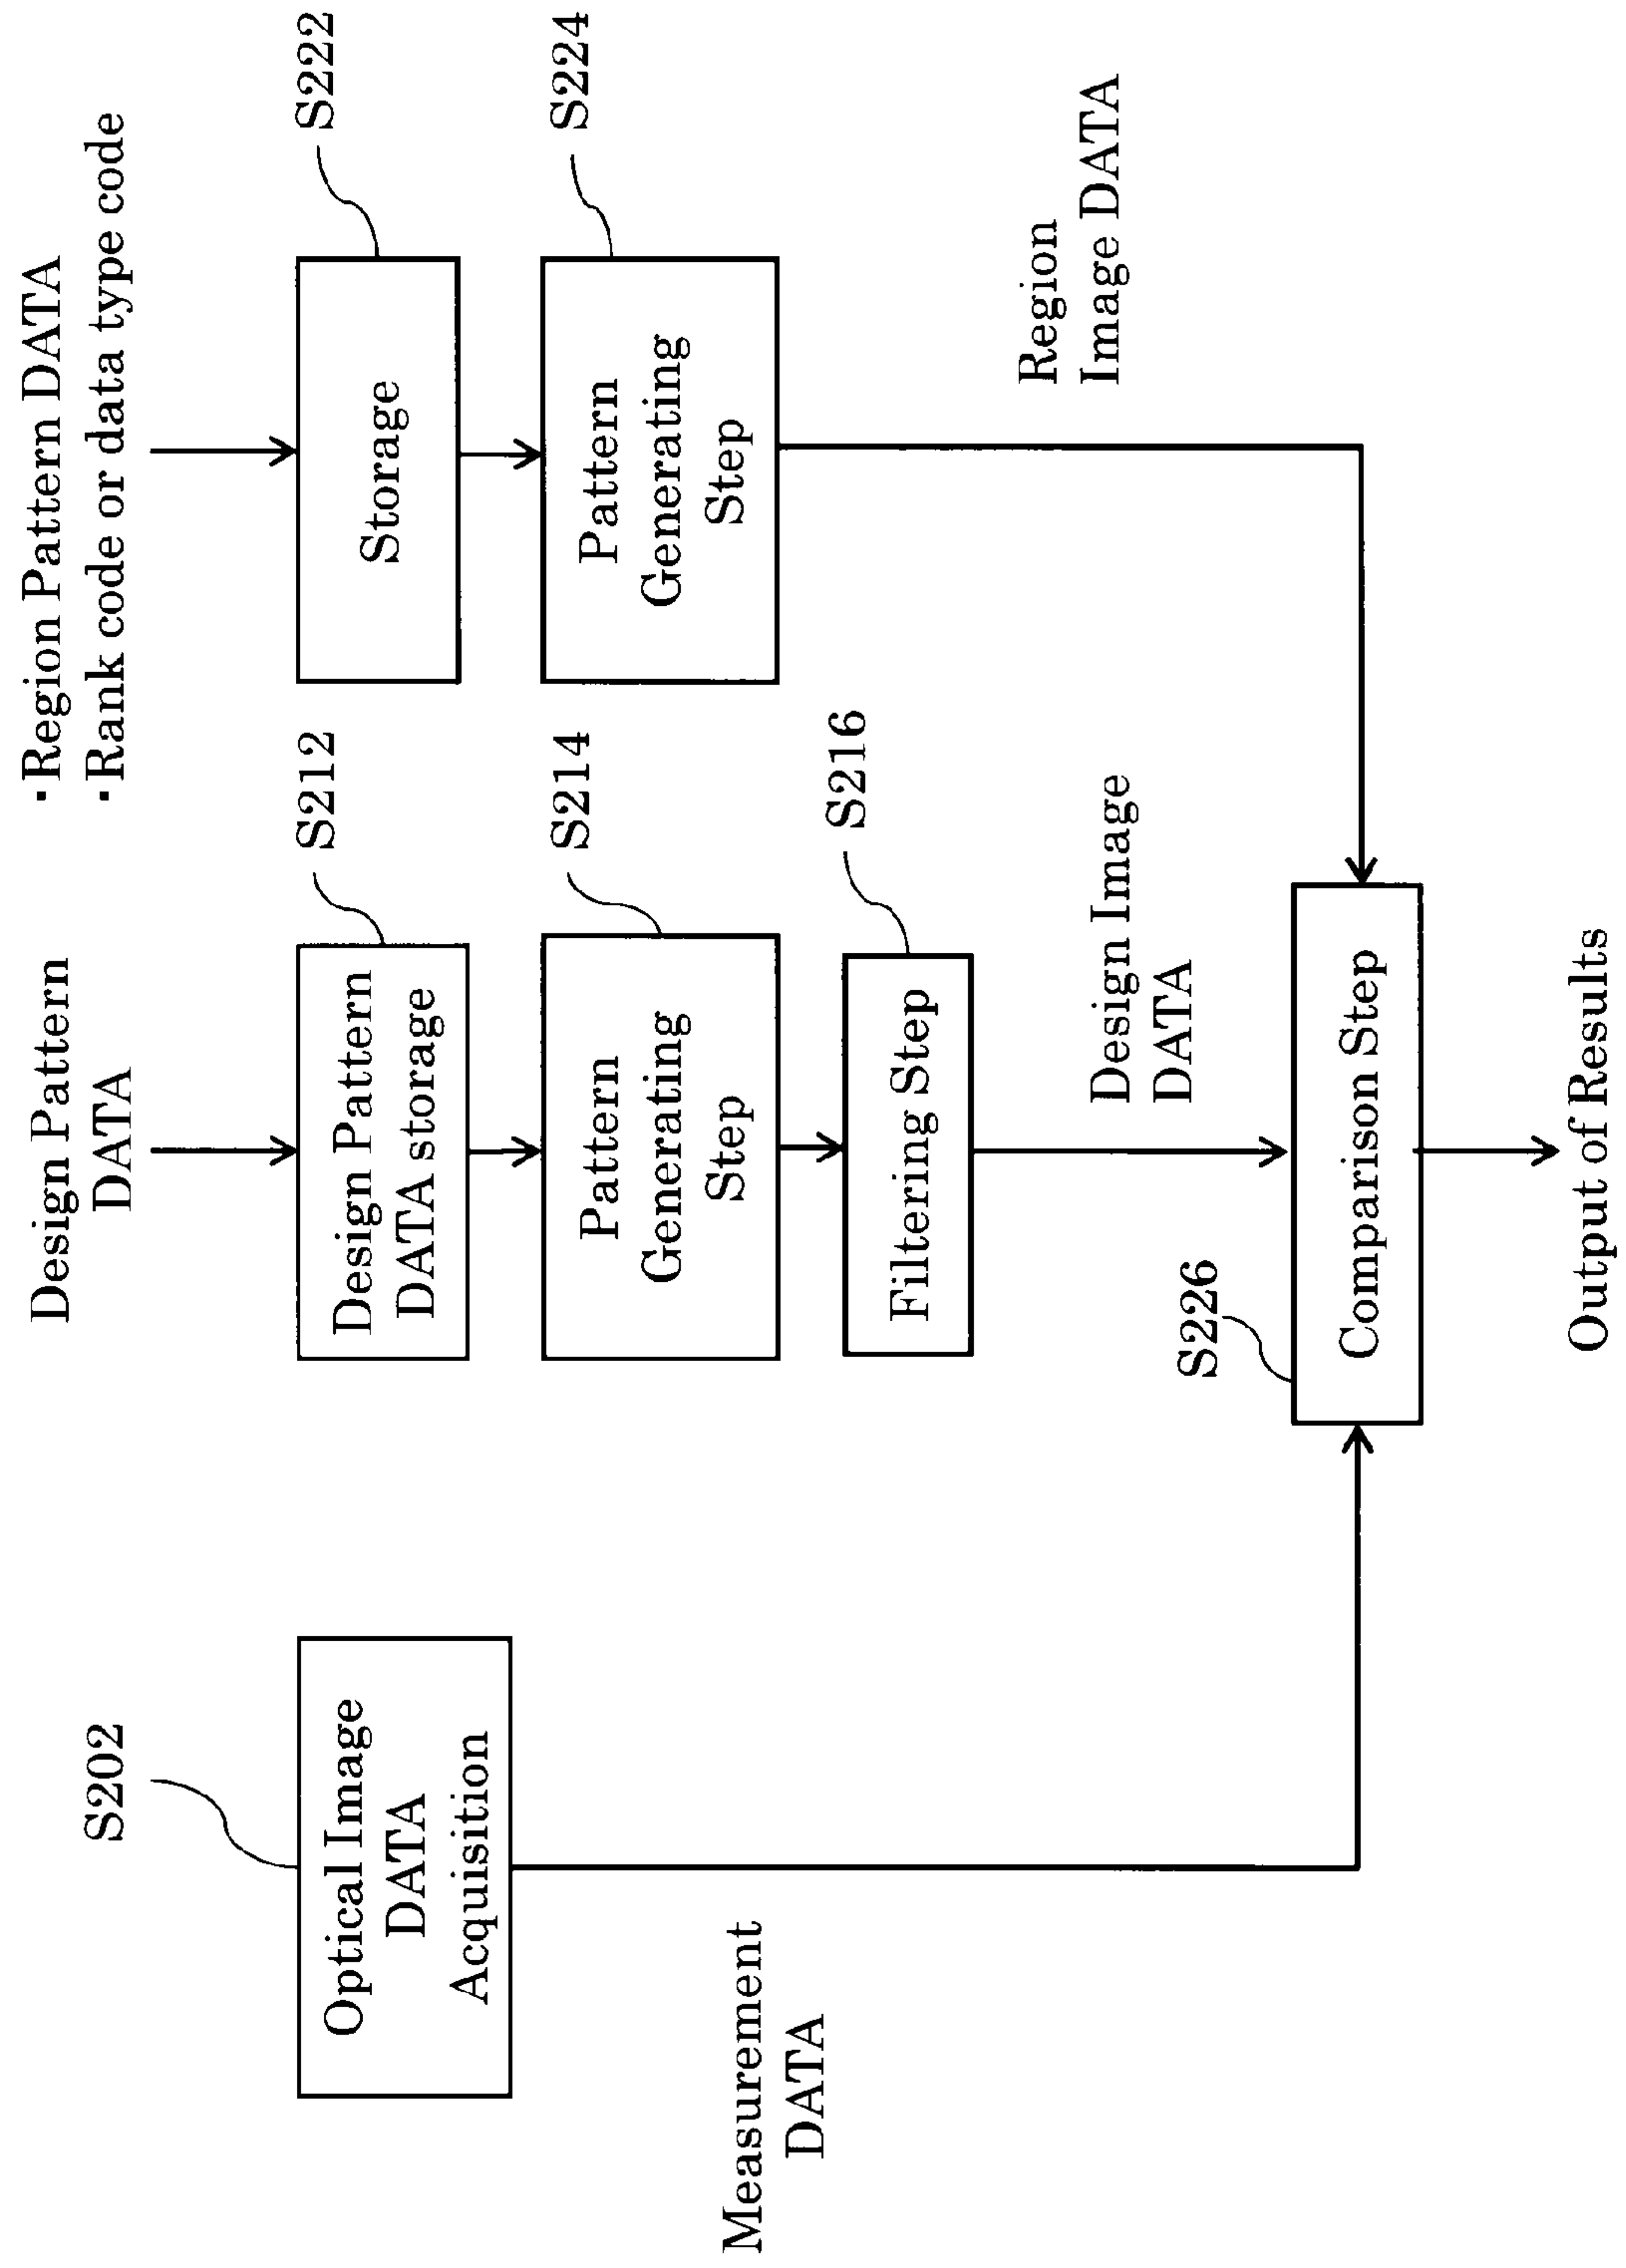 S202
Optical Image
DATA
Acquisition
Measurement
DATA
Design Pattern
DATA
S212
Design Pattern
DATA storage
S214
Pattern
Generating
Step
S216
Filtering Step
Design Image
DATA
・Region Pattern DATA
・Rank code or data type code
S222
Storage
S224
Pattern
Generating
Step
Region
Image DATA
S226
Comparison Step
Output of Results